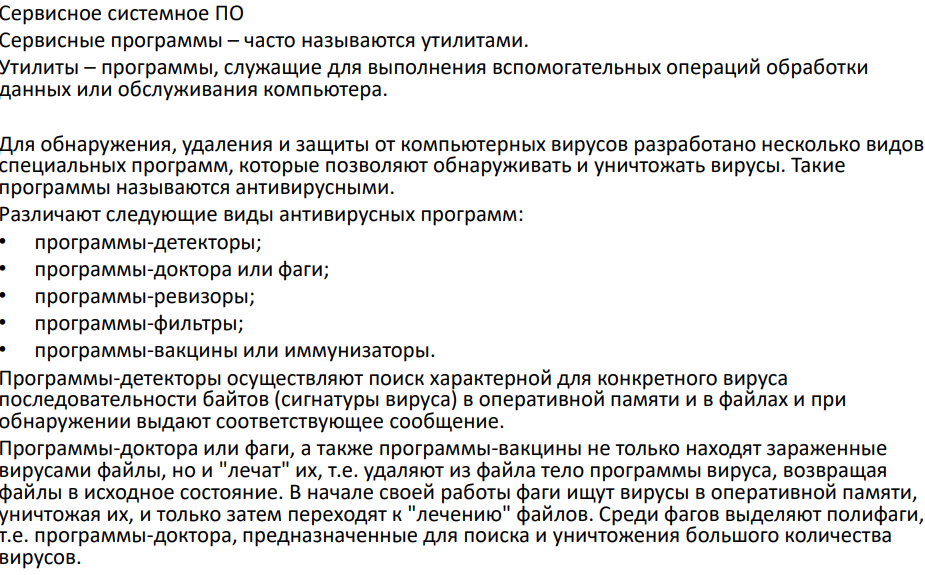 Сервисное системное ПО
Сервисные программы – часто называются утилитами.
Утилиты – программы, служащие для выполнения вспомогательных операций обработки
данных или обслуживания компьютера.
Для обнаружения, удаления и защиты от компьютерных вирусов разработано несколько видов
специальных программ, которые позволяют обнаруживать и уничтожать вирусы. Такие
программы называются антивирусными.
Различают следующие виды антивирусных программ:
• программы-детекторы;
• программы-доктора или фаги;
• программы-ревизоры;
• программы-фильтры;
• программы-вакцины или иммунизаторы.
Программы-детекторы осуществляют поиск характерной для конкретного вируса
последовательности байтов (сигнатуры вируса) в оперативной памяти и в файлах и при
обнаружении выдают соответствующее сообщение.
Программы-доктора или фаги, а также программы-вакцины не только находят зараженные
вирусами файлы, но и "лечат" их, т.е. удаляют из файла тело программы вируса, возвращая
файлы в исходное состояние. В начале своей работы фаги ищут вирусы в оперативной памяти,
уничтожая их, и только затем переходят к "лечению" файлов. Среди фагов выделяют полифаги,
т.е. программы-доктора, предназначенные для поиска и уничтожения большого количества
вирусов.